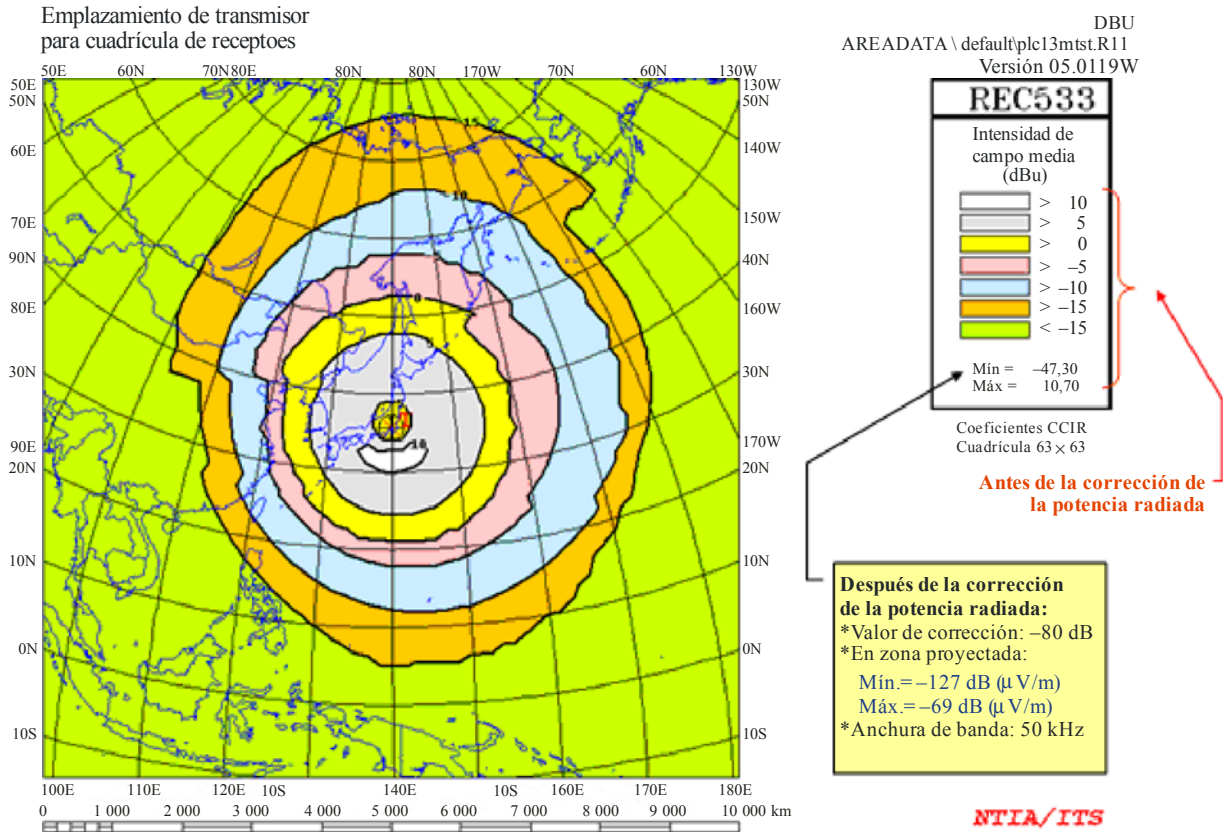 Emplazamiento de transmisor
para cuadrícula de receptoes
DBU
AREADATA \ default\plc13mtst.R11
Versión 05.0119W
50E 60N 70N 80E 80N 80N 170W 70N 60N 130W
50E
50N
60E
70E
90N
80E
30N
90E
20N
10N
0N
10S
15
10
0
10
130W
50N
140W
150W
40N
160W
30N
170W
20N
10N
0N
10S
100E 110E 120E 130E 10S 140E 10S 160E 170E 180E
0 1 000 2 000 3 000 4 000 5 000 6 000 7 000 8 000 9 000 10 000 km
REC533
Intensidad de
campo media
(dBu)
> 10
> 5
> 0
> –5
> –10
> –15
< –15
Mín = –47,30
Máx = 10,70
Coeficientes CCIR
Cuadrícula 63 × 63
Antes de la corrección de
la potencia radiada
Después de la corrección
de la potencia radiada:
*Valor de corrección: –80 dB
*En zona proyectada:
Mín.= –127 dB (μ V/m)
Máx.= –69 dB (μ V/m)
*Anchura de banda: 50 kHz
NTIA/ITS